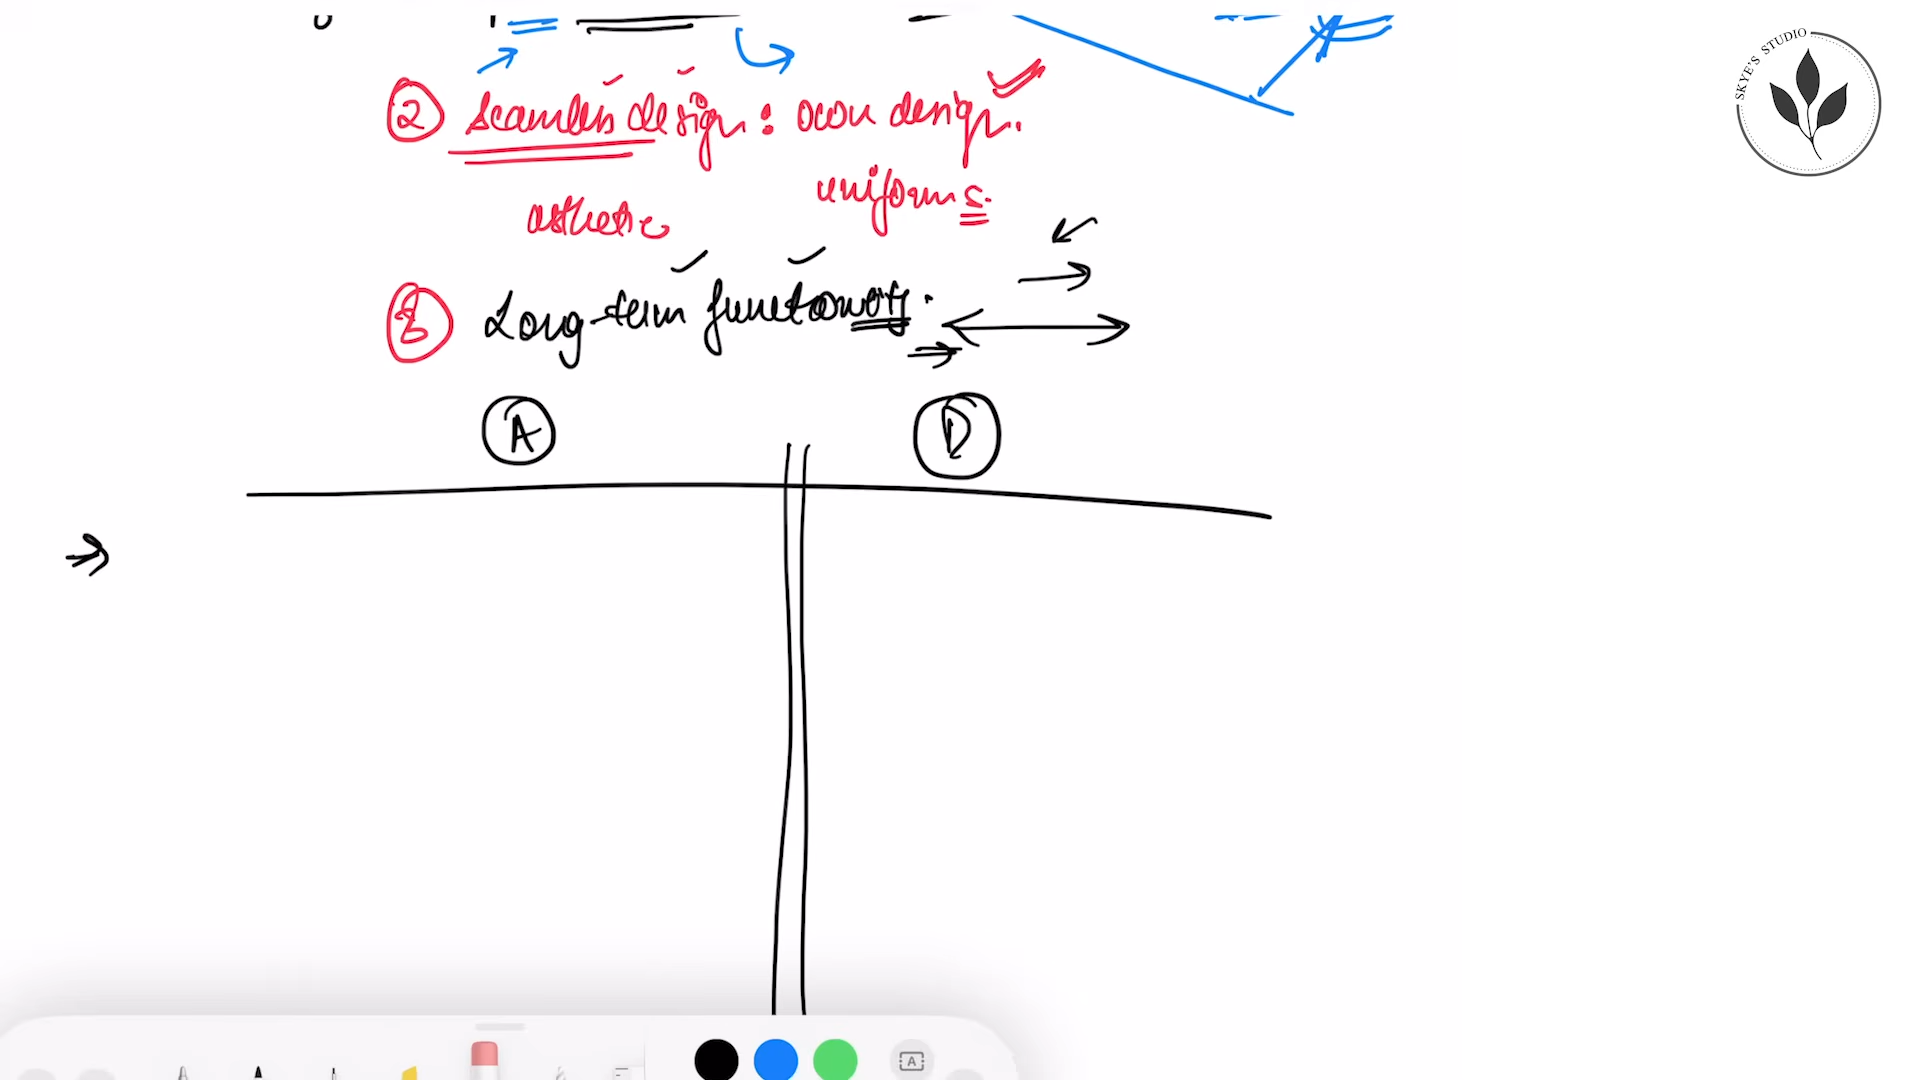 SKYE'S STUDIO
2 seamless design: own design.
asthetic uniforms.
3 Long-term functionality.
A D
A